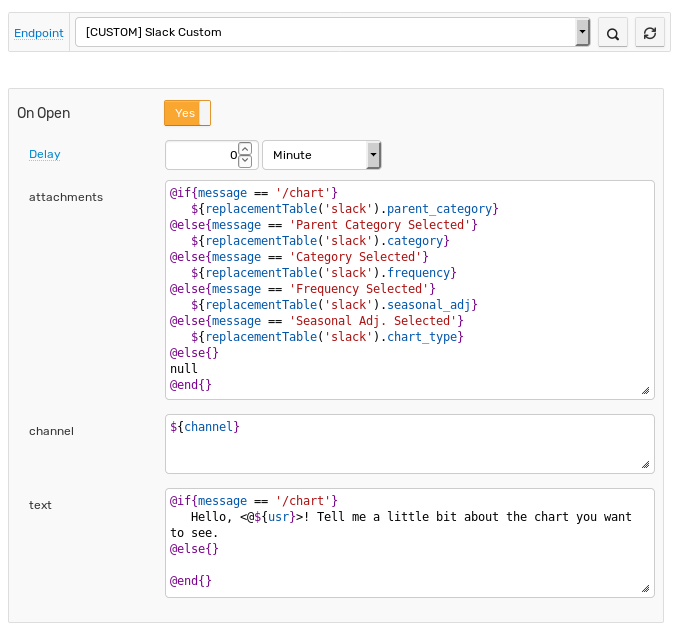 Endpoint [CUSTOM] Slack Custom
On Open Yes
Delay 0 Minute
attachments
@if{message == '/chart'}
   ${replacementTable('slack').parent_category}
@else{message == 'Parent Category Selected'}
   ${replacementTable('slack').category}
@else{message == 'Category Selected'}
   ${replacementTable('slack').frequency}
@else{message == 'Frequency Selected'}
   ${replacementTable('slack').seasonal_adj}
@else{message == 'Seasonal Adj. Selected'}
   ${replacementTable('slack').chart_type}
@else{}
null
@end{}
channel
${channel}
text
@if{message == '/chart'}
   Hello, <@${usr}>! Tell me a little bit about the chart you want
to see.
@else{}
@end{}